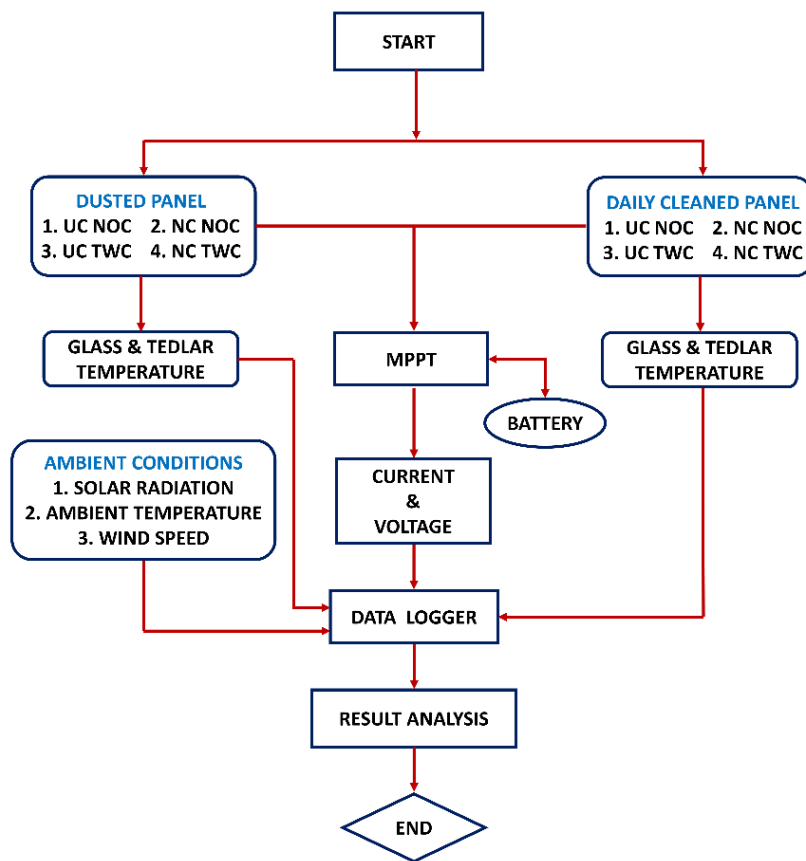 START
DUSTED PANEL
1. UC NOC 2. NC NOC
3. UC TWC 4. NC TWC
DAILY CLEANED PANEL
1. UC NOC 2. NC NOC
3. UC TWC 4. NC TWC
GLASS & TEDLAR
TEMPERATURE
MPPT
GLASS & TEDLAR
TEMPERATURE
BATTERY
AMBIENT CONDITIONS
1. SOLAR RADIATION
2. AMBIENT TEMPERATURE
3. WIND SPEED
CURRENT
&
VOLTAGE
DATA LOGGER
RESULT ANALYSIS
END